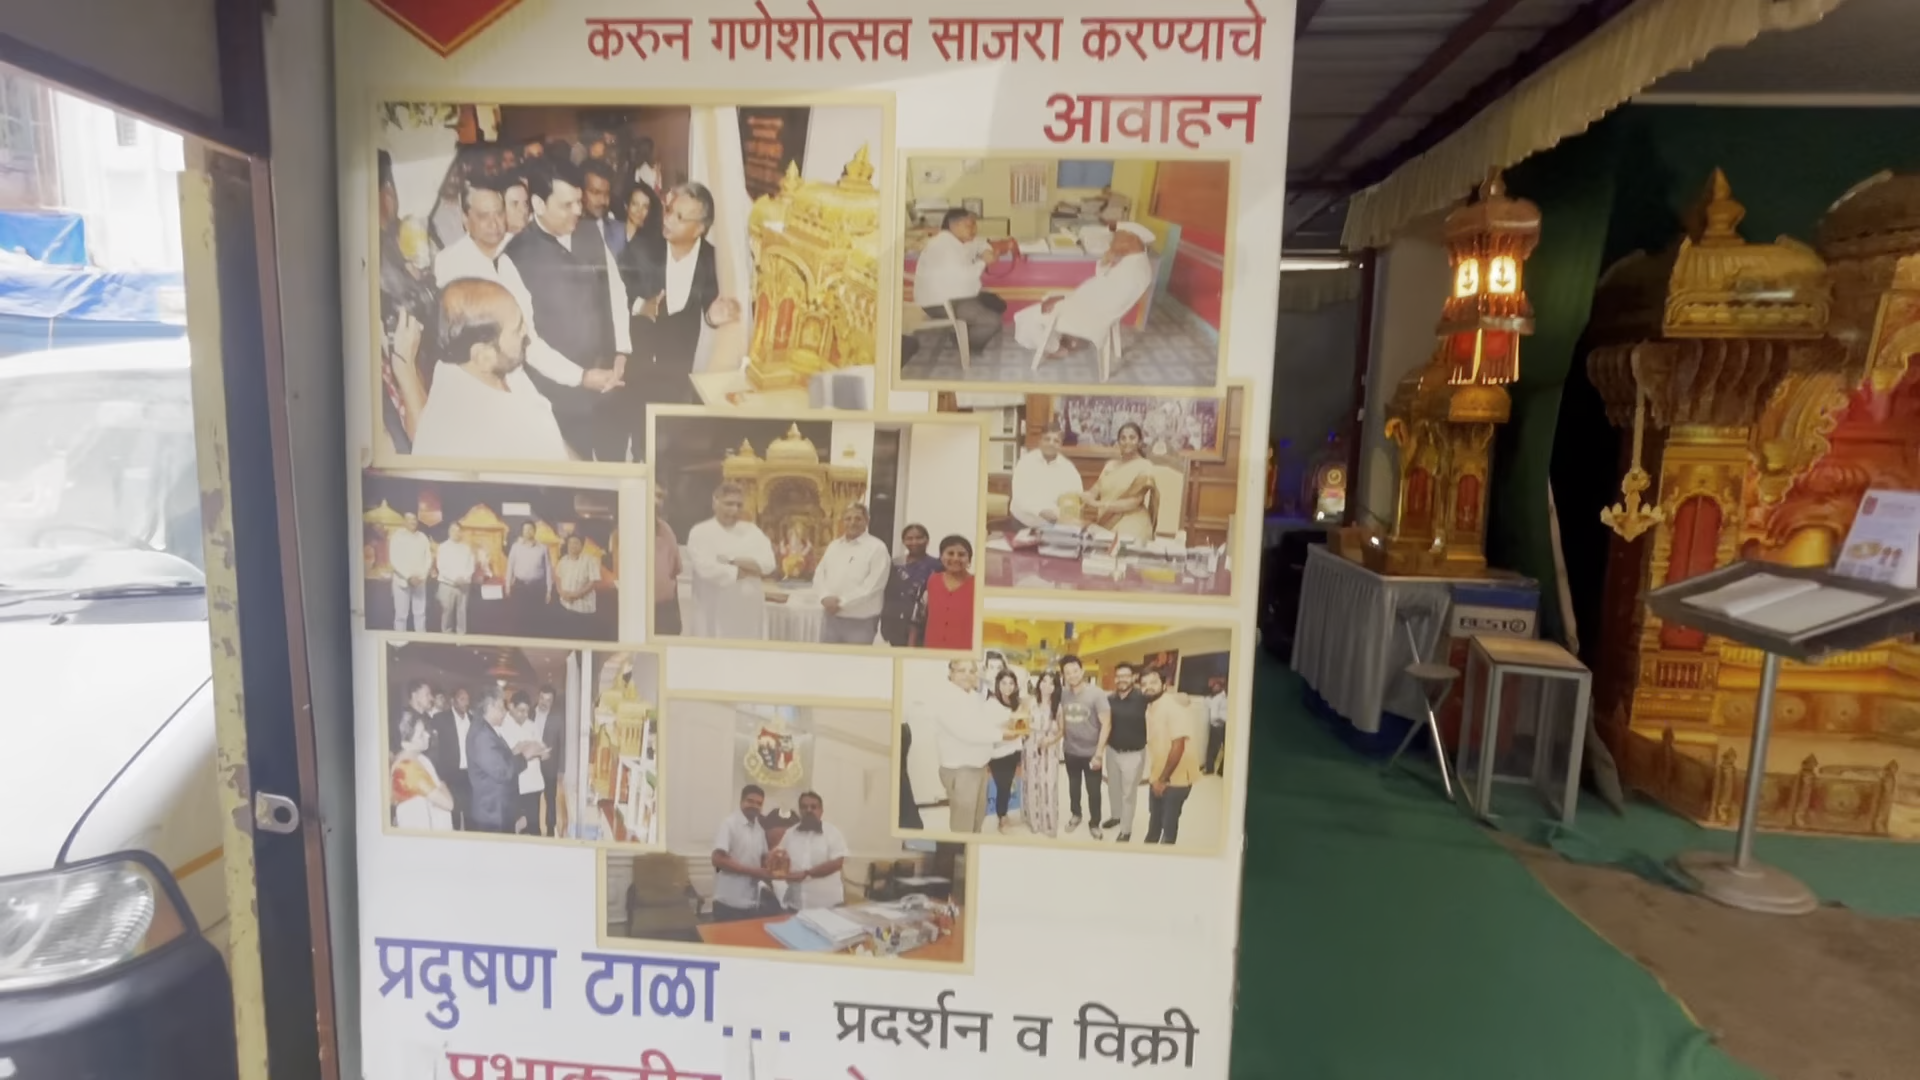 करुन गणेशोत्सव साजरा करण्याचे
आवाहन
प्रदुषण टाळा...
प्रदर्शन व विक्री